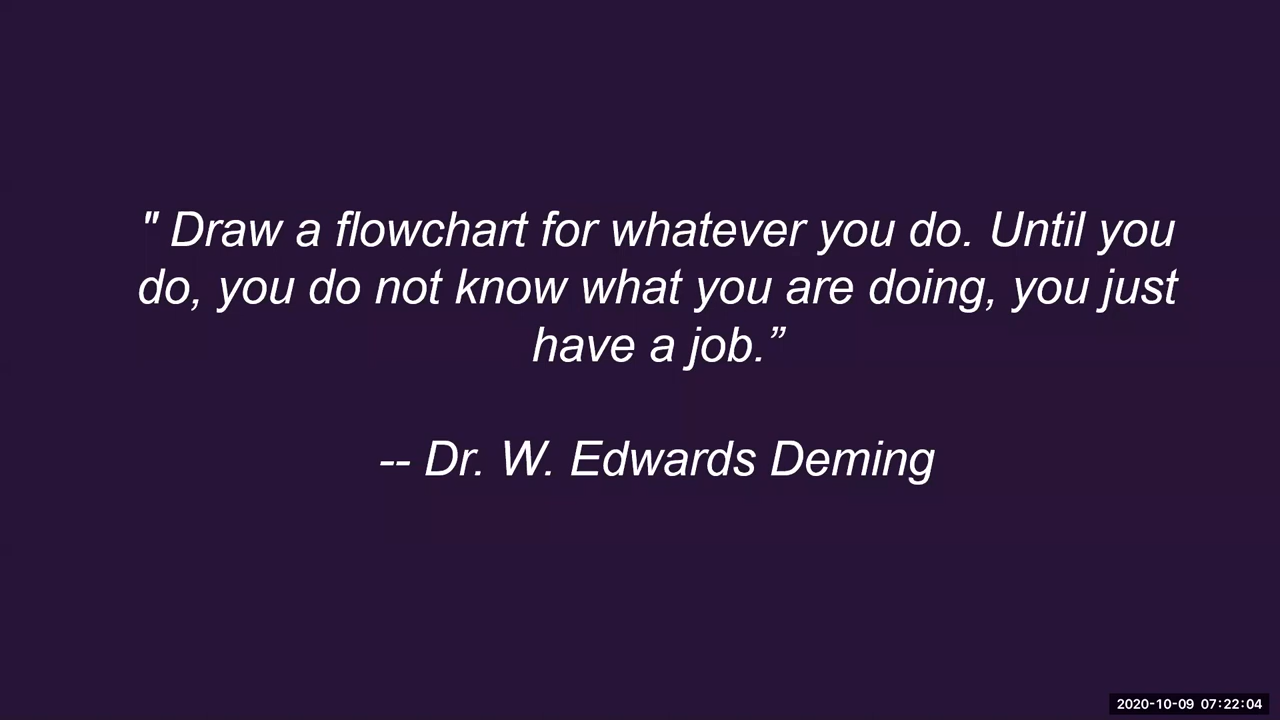 " Draw a flowchart for whatever you do. Until you
do, you do not know what you are doing, you just
have a job.”
-- Dr. W. Edwards Deming
2020-10-09 07:22:04